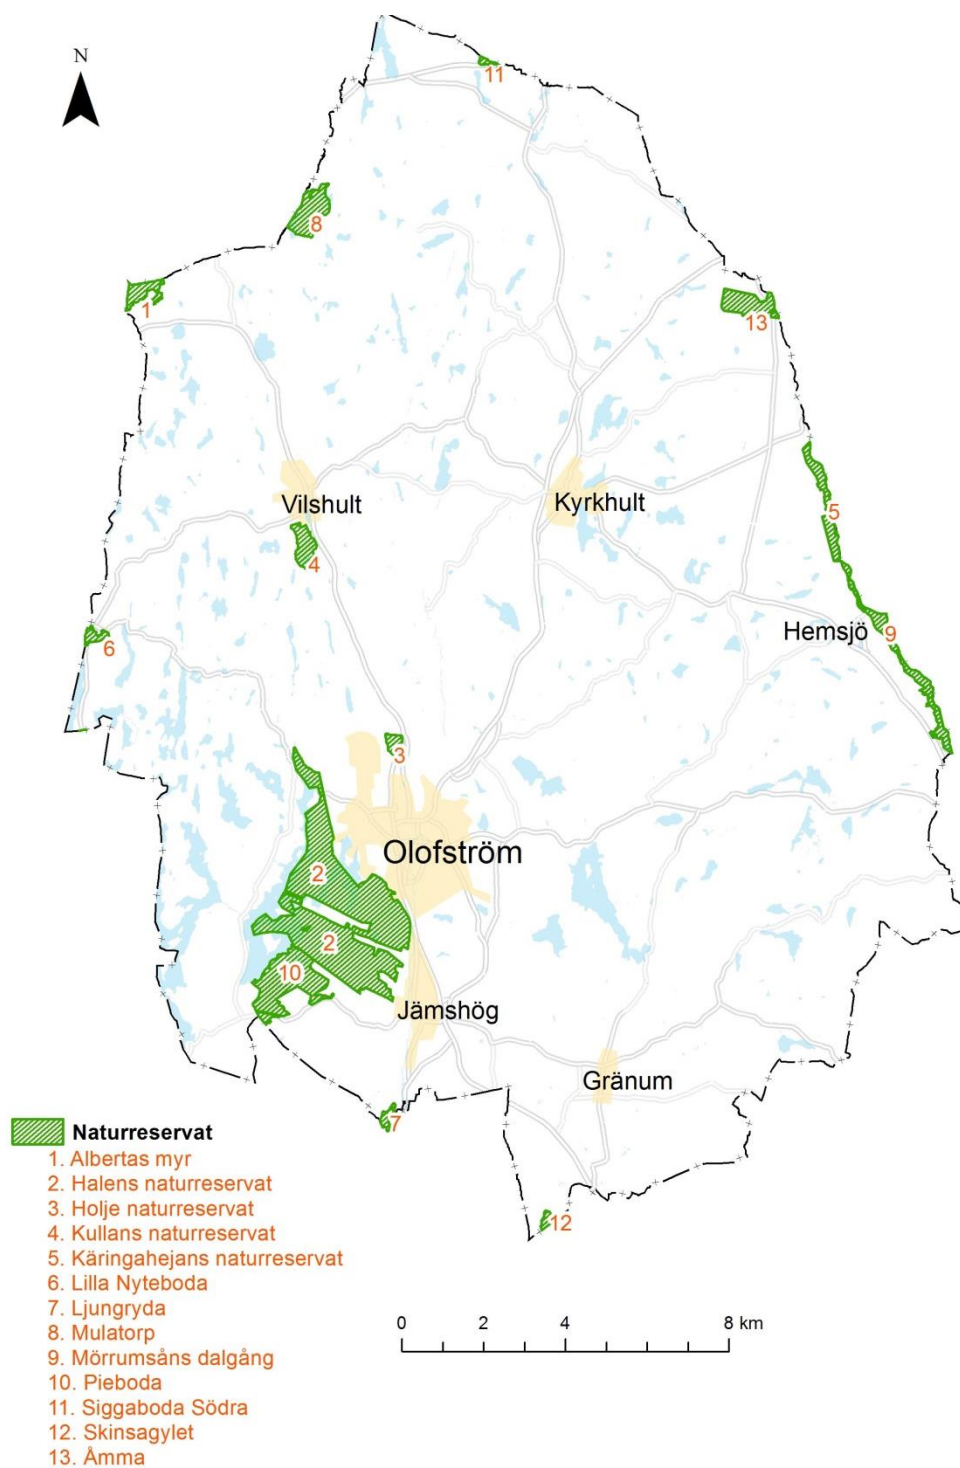 N
11
8
1
13
Vilshult
Kyrkhult
5
4
Hemsjö
9
6
3
Olofström
2
2
10
Jämshög
Gränum
7
12
Naturreservat
1. Albertas myr
2. Halens naturreservat
3. Holje naturreservat
4. Kullans naturreservat
5. Käringahejans naturreservat
6. Lilla Nyteboda
7. Ljungryda
8. Mulatorp
9. Mörrumsåns dalgång
10. Pieboda
11. Siggaboda Södra
12. Skinsagylet
13. Åmma
0 2 4 8 km